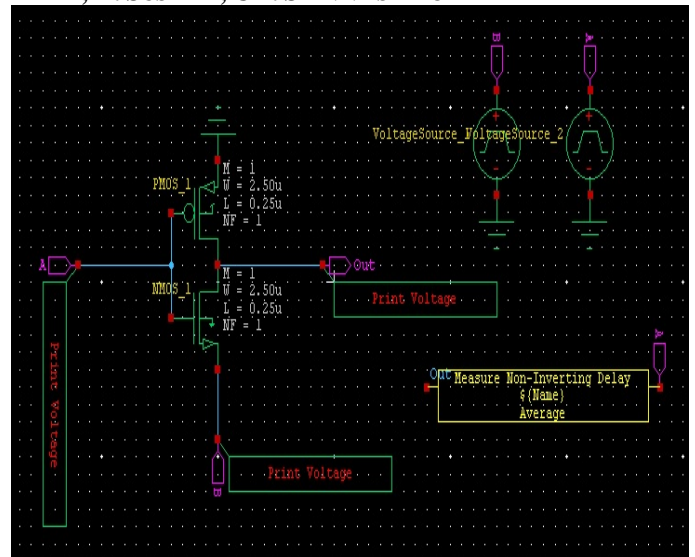 B
A
VoltageSource_VoltageSource_2
PMOS_1
M = 1
W = 2.50u
L = 0.25u
NF = 1
A
Out
NMOS_1
M = 1
W = 2.50u
L = 0.25u
NF = 1
Print Voltage
Print Voltage
A
Out
Measure Non-Inverting Delay
&{Name}
Average
Print Voltage
B